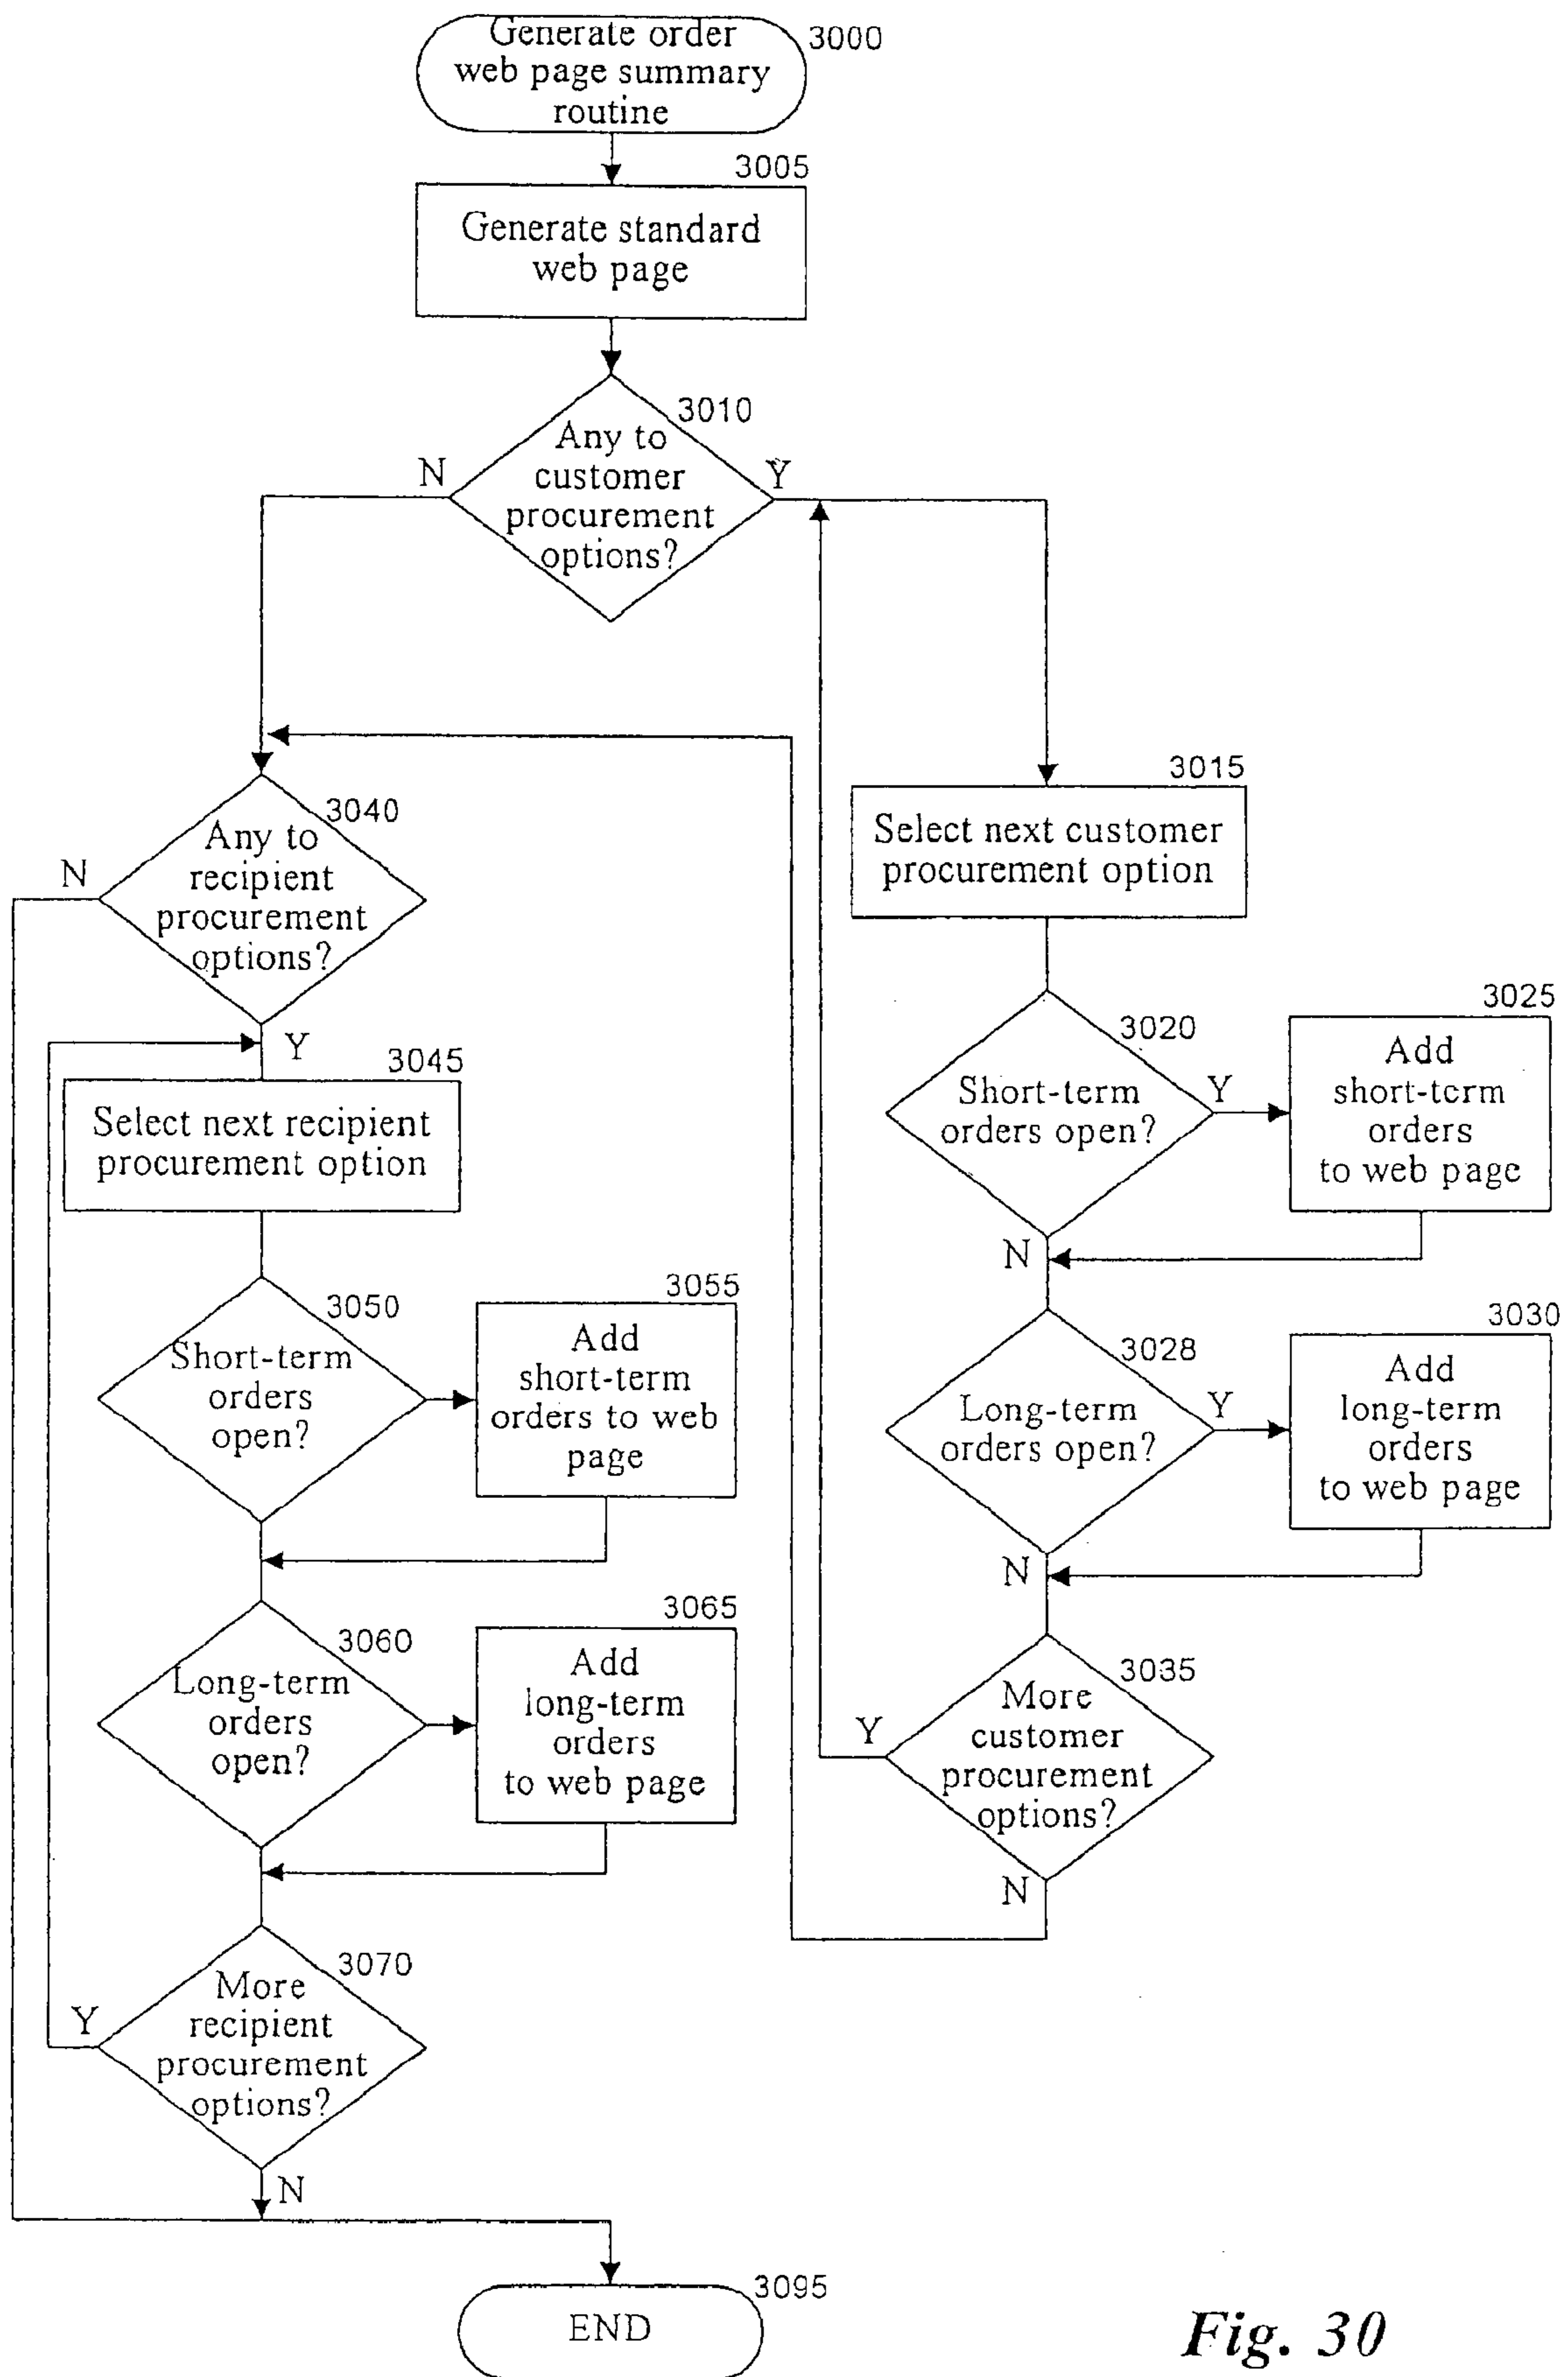 Generate order
web page summary
routine
3000
3005
Generate standard
web page
3010
Any to
customer
procurement
options?
N
Y
3040
Any to
recipient
procurement
options?
N
Y
3015
Select next customer
procurement option
3020
Short-term
orders open?
Y
N
3025
Add
short-term
orders
to web page
3028
Long-term
orders open?
Y
N
3030
Add
long-term
orders
to web page
3035
More
customer
procurement
options?
Y
N
3045
Select next recipient
procurement option
3050
Short-term
orders
open?
3055
Add
short-term
orders to web
page
3060
Long-term
orders
open?
3065
Add
long-term
orders
to web page
3070
More
recipient
procurement
options?
Y
N
3095
END
Fig. 30